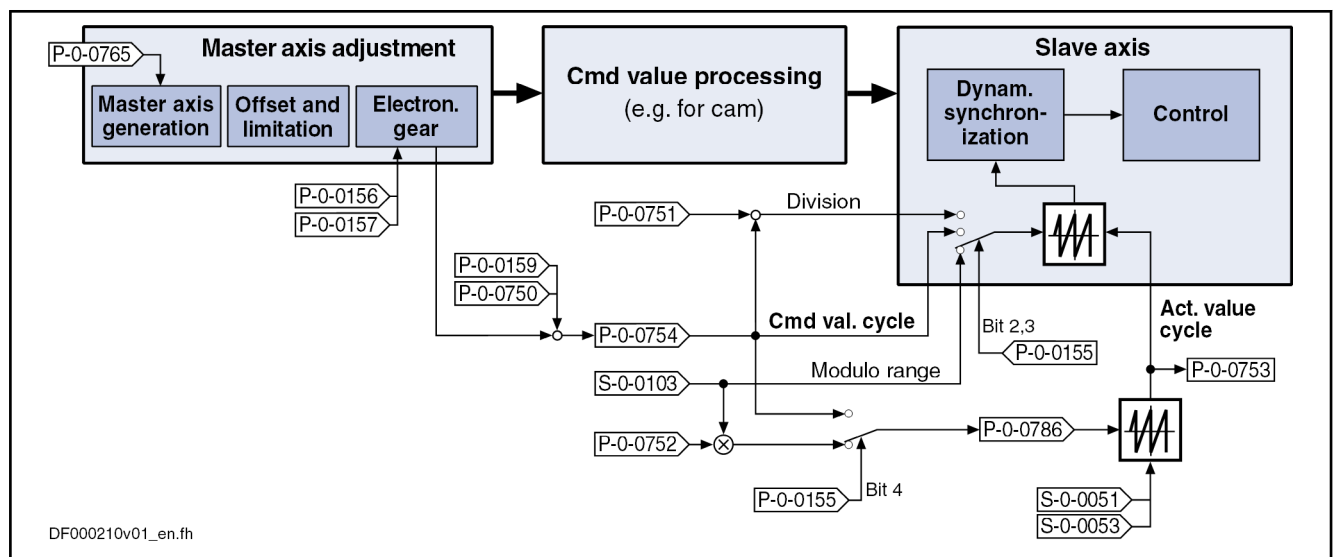 Master axis adjustment
P-0-0765
Master axis
generation
Offset and
limitation
Electron.
gear
Cmd value processing
(e.g. for cam)
Slave axis
Dynam.
synchron-
ization
Control
P-0-0156
P-0-0157
P-0-0751
Division
P-0-0159
P-0-0750
P-0-0754
Cmd val. cycle
Bit 2,3
P-0-0155
Act. value
cycle
P-0-0753
S-0-0103
Modulo range
P-0-0752
P-0-0786
P-0-0155
Bit 4
S-0-0051
S-0-0053
DF000210v01_en.fh